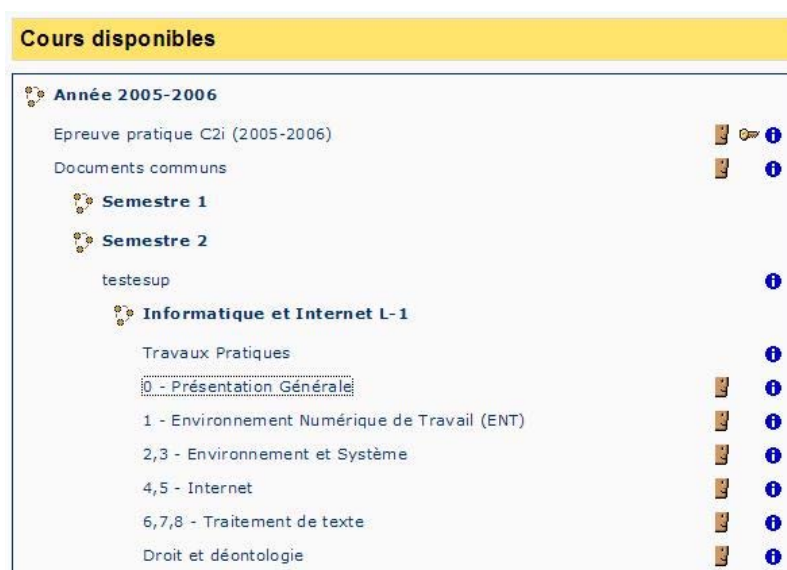 Cours disponibles
Année 2005-2006
Epreuve pratique C2i (2005-2006)
Documents communs
Semestre 1
Semestre 2
testesup
Informatique et Internet L-1
Travaux Pratiques
0 - Présentation Générale
1 - Environnement Numérique de Travail (ENT)
2,3 - Environnement et Système
4,5 - Internet
6,7,8 - Traitement de texte
Droit et déontologie